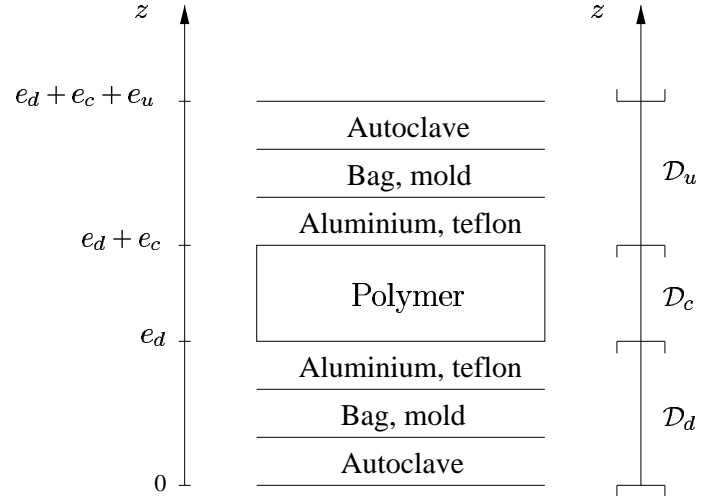 z z
e_d + e_c + e_u
Autoclave
Bag, mold
𝒟_u
Aluminium, teflon
e_d + e_c
Polymer
𝒟_c
e_d
Aluminium, teflon
Bag, mold
𝒟_d
Autoclave
0